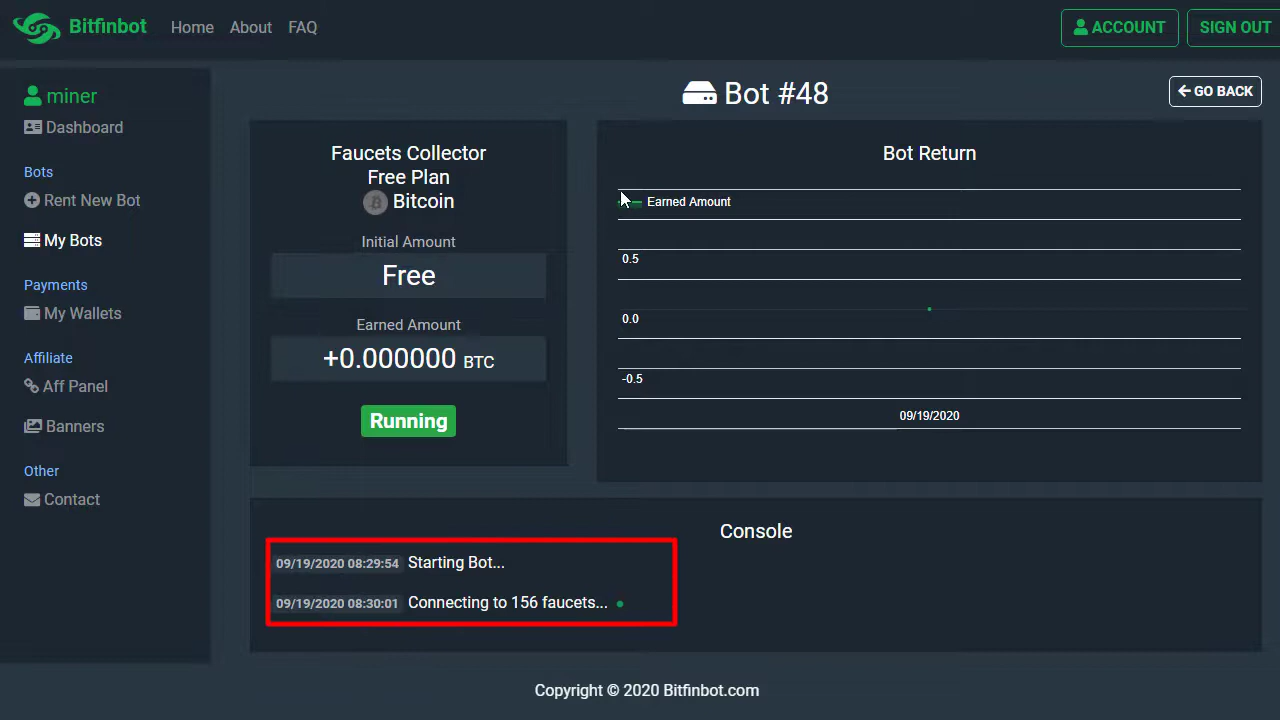 Bitfinbot Home About FAQ ACCOUNT SIGN OUT
miner
Dashboard
Bots
Rent New Bot
My Bots
Payments
My Wallets
Affiliate
Aff Panel
Banners
Other
Contact
Bot #48
GO BACK
Faucets Collector
Free Plan
Bitcoin
Initial Amount
Free
Earned Amount
+0.000000 BTC
Running
Bot Return
Earned Amount
0.5
0.0
-0.5
09/19/2020
Console
09/19/2020 08:29:54 Starting Bot...
09/19/2020 08:30:01 Connecting to 156 faucets...
Copyright © 2020 Bitfinbot.com